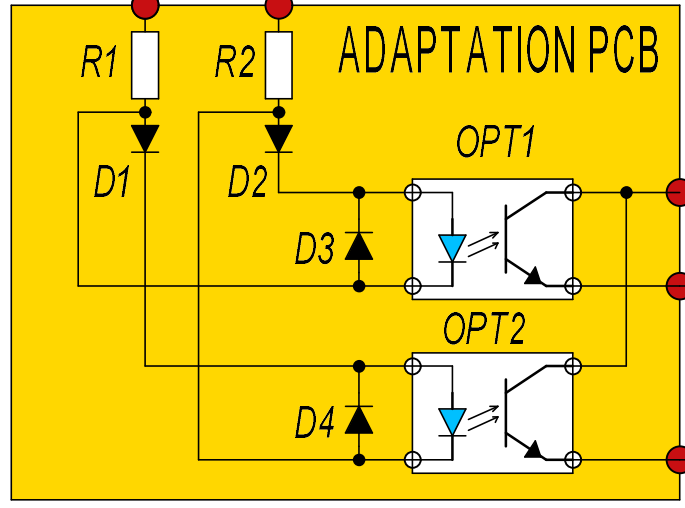 ADAPTATION PCB
R1
R2
OPT1
D1
D2
D3
OPT2
D4